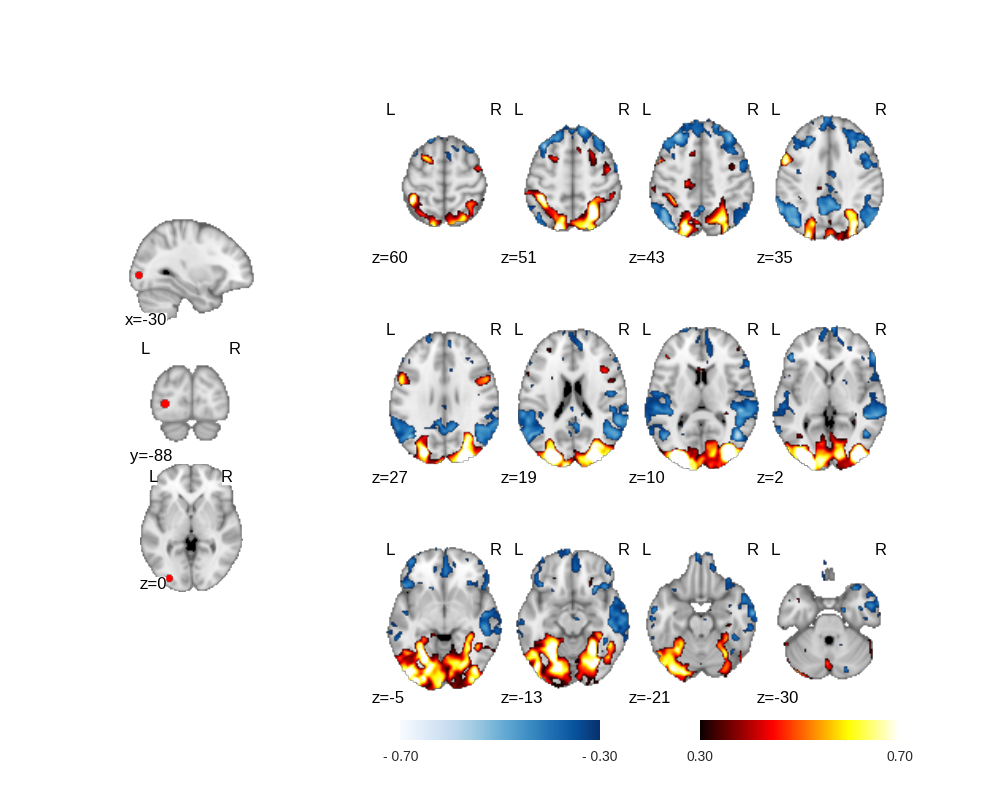 L R L R L R L R
z=60 z=51 z=43 z=35
x=-30
L R
L R L R L R L R
y=-88
L R
z=27 z=19 z=10 z=2
L R L R L R L R
z=0
z=-5 z=-13 z=-21 z=-30
- 0.70 - 0.30 0.30 0.70